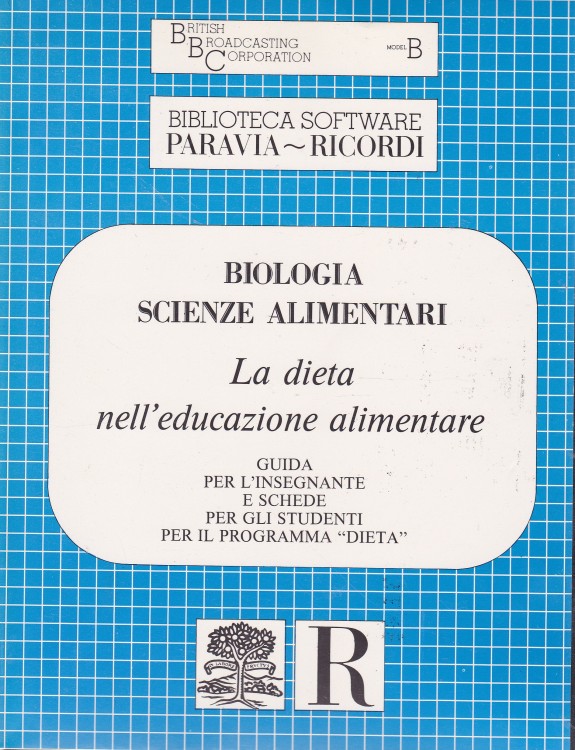 BRITISH
BROADCASTING
CORPORATION
MODEL B
BIBLIOTECA SOFTWARE
PARAVIA~RICORDI
BIOLOGIA
SCIENZE ALIMENTARI
La dieta
nell'educazione alimentare
GUIDA
PER L'INSEGNANTE
E SCHEDE
PER GLI STUDENTI
PER IL PROGRAMMA "DIETA"
R